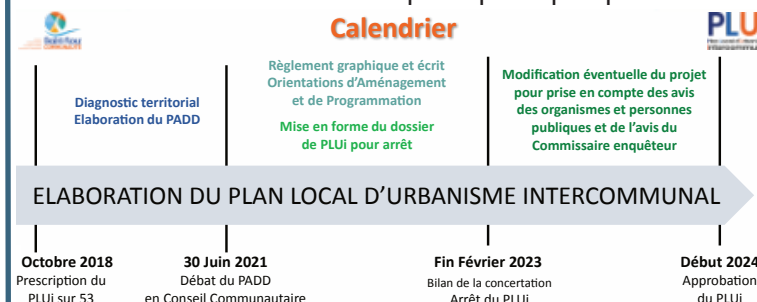 Calendrier
PLU
Diagnostic territorial
Elaboration du PADD
Règlement graphique et écrit
Orientations d'Aménagement
et de Programmation
Mise en forme du dossier
de PLUi pour arrêt
Modification éventuelle du projet
pour prise en compte des avis
des organismes et personnes
publiques et de l'avis du
Commissaire enquêteur
ELABORATION DU PLAN LOCAL D'URBANISME INTERCOMMUNAL
Octobre 2018
Prescription du
PLUi sur 53
30 Juin 2021
Débat du PADD
en Conseil Communautaire
Fin Février 2023
Bilan de la concertation
Arrêt du PLUi
Début 2024
Approbation
du PLUi